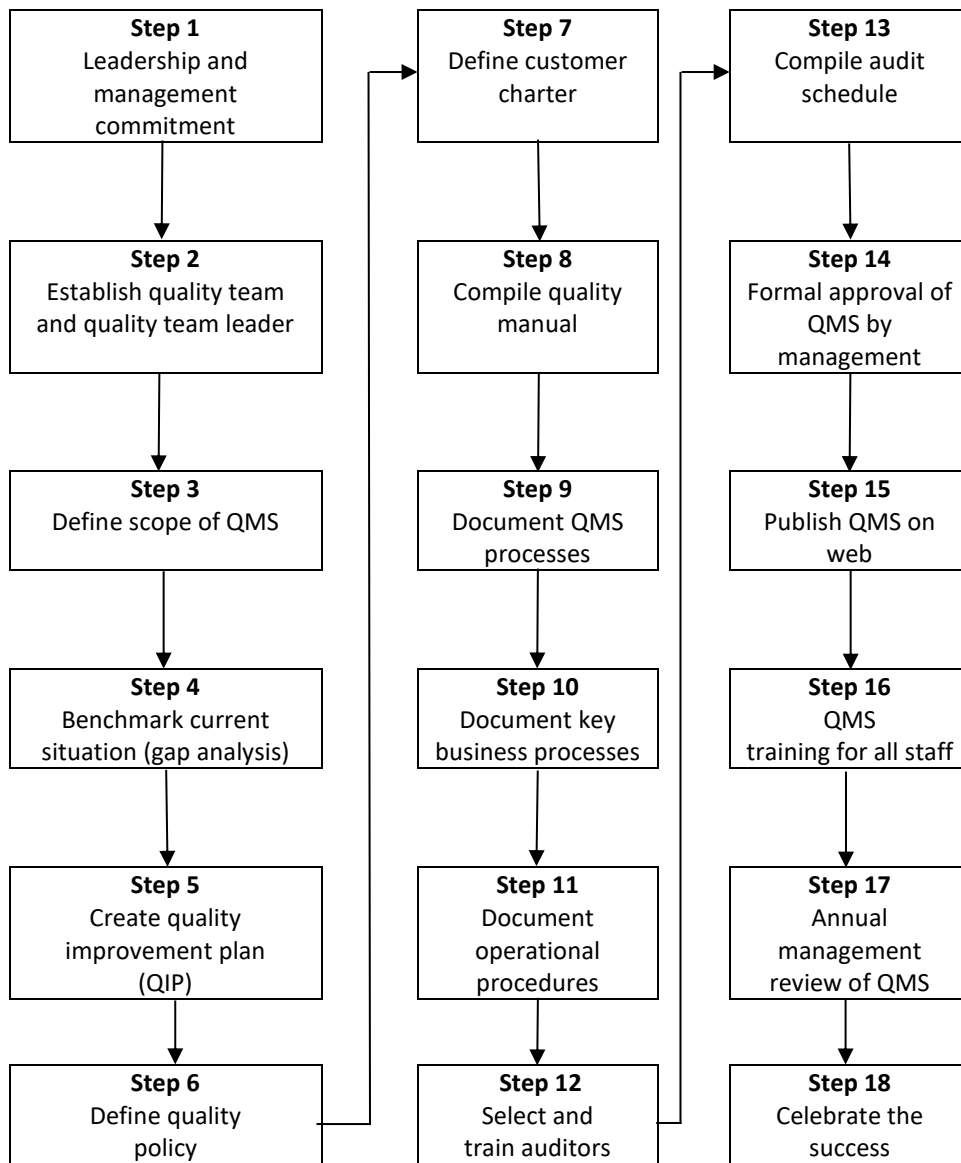 Step 1
Leadership and
management
commitment
Step 2
Establish quality team
and quality team leader
Step 3
Define scope of QMS
Step 4
Benchmark current
situation (gap analysis)
Step 5
Create quality
improvement plan
(QIP)
Step 6
Define quality
policy
Step 7
Define customer
charter
Step 8
Compile quality
manual
Step 9
Document QMS
processes
Step 10
Document key
business processes
Step 11
Document
operational
procedures
Step 12
Select and
train auditors
Step 13
Compile audit
schedule
Step 14
Formal approval of
QMS by
management
Step 15
Publish QMS on
web
Step 16
QMS
training for all staff
Step 17
Annual
management
review of QMS
Step 18
Celebrate the
success